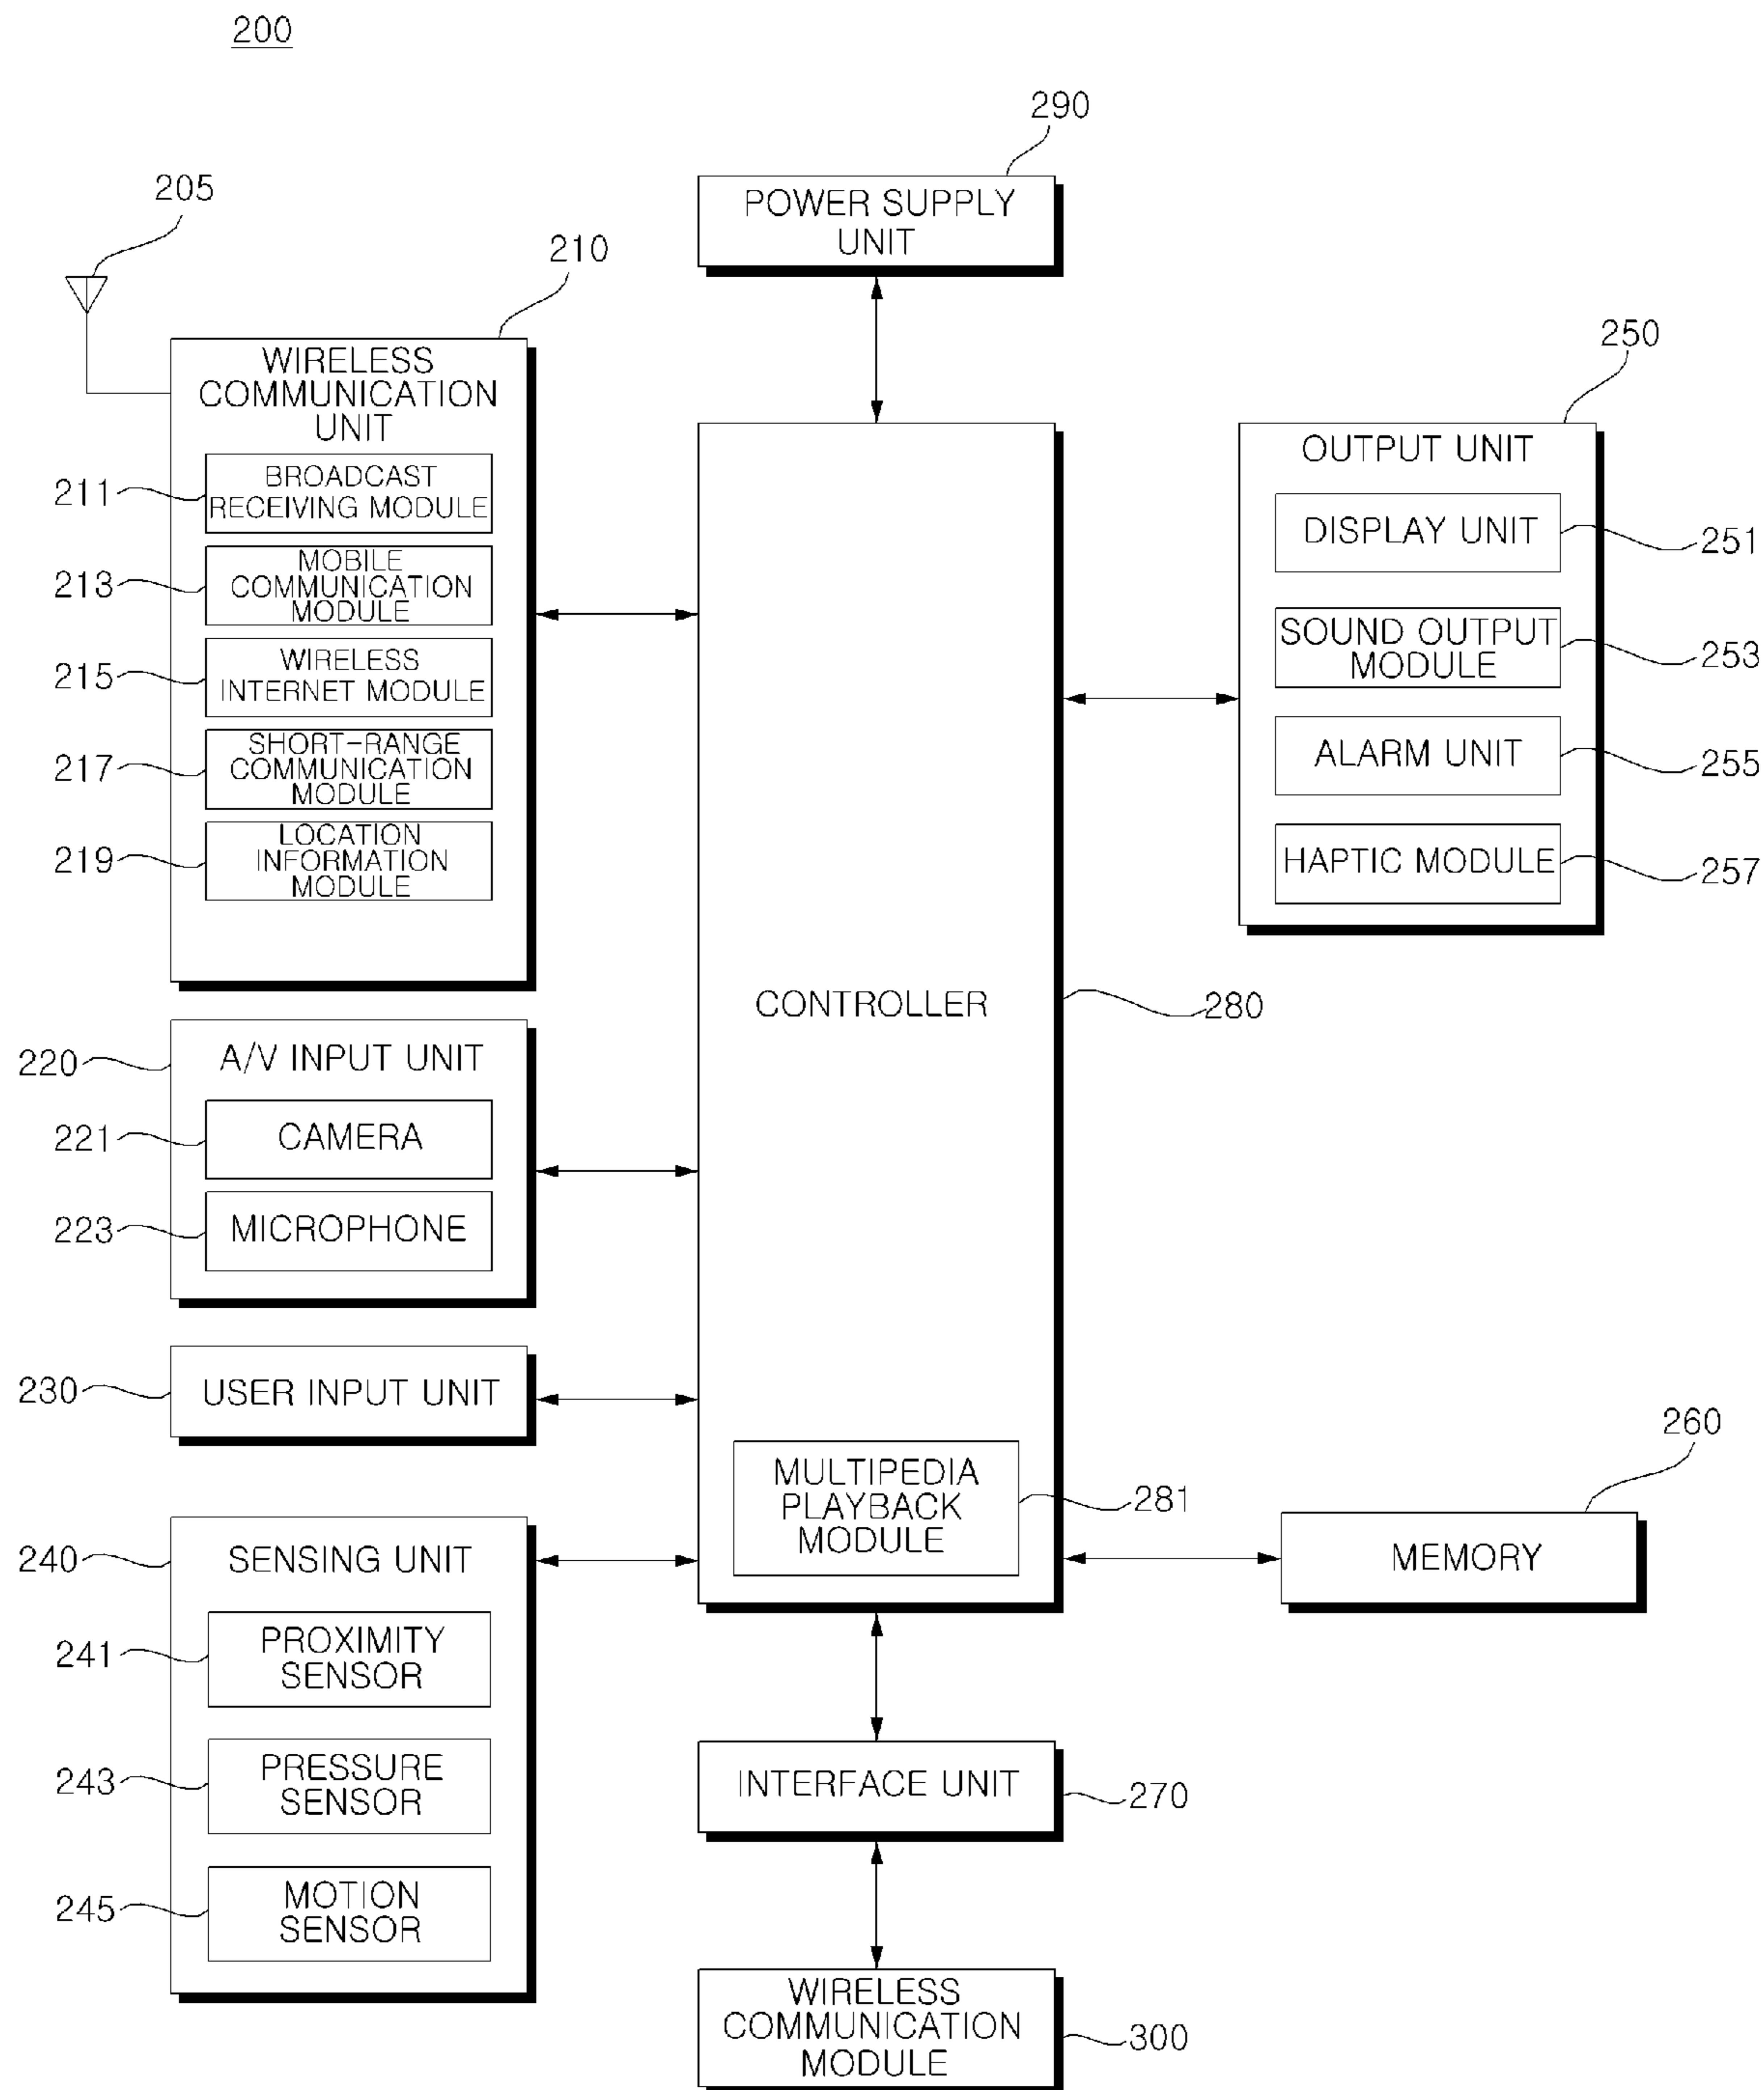 200
290
POWER SUPPLY
UNIT
205
210
WIRELESS
COMMUNICATION
UNIT
211
BROADCAST
RECEIVING MODULE
213
MOBILE
COMMUNICATION
MODULE
215
WIRELESS
INTERNET MODULE
217
SHORT-RANGE
COMMUNICATION
MODULE
219
LOCATION
INFORMATION
MODULE
220
A/V INPUT UNIT
221
CAMERA
223
MICROPHONE
230
USER INPUT UNIT
240
SENSING UNIT
241
PROXIMITY
SENSOR
243
PRESSURE
SENSOR
245
MOTION
SENSOR
CONTROLLER
280
MULTIPEDIA
PLAYBACK
MODULE
281
250
OUTPUT UNIT
DISPLAY UNIT
251
SOUND OUTPUT
MODULE
253
ALARM UNIT
255
HAPTIC MODULE
257
260
MEMORY
INTERFACE UNIT
270
WIRELESS
COMMUNICATION
MODULE
300